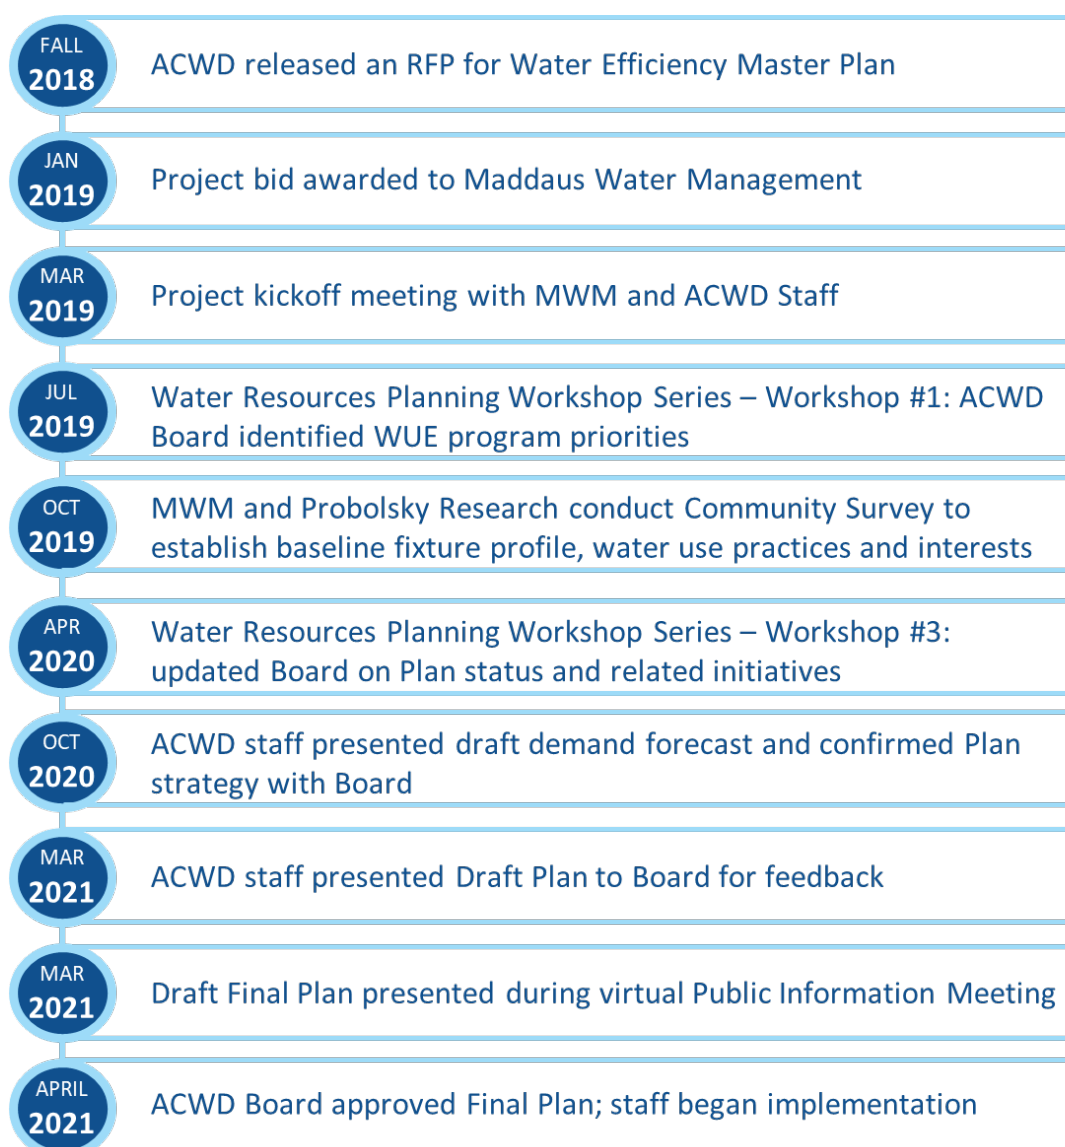 FALL
2018
ACWD released an RFP for Water Efficiency Master Plan
JAN
2019
Project bid awarded to Maddaus Water Management
MAR
2019
Project kickoff meeting with MWM and ACWD Staff
JUL
2019
Water Resources Planning Workshop Series – Workshop #1: ACWD
Board identified WUE program priorities
OCT
2019
MWM and Probolsky Research conduct Community Survey to
establish baseline fixture profile, water use practices and interests
APR
2020
Water Resources Planning Workshop Series – Workshop #3:
updated Board on Plan status and related initiatives
OCT
2020
ACWD staff presented draft demand forecast and confirmed Plan
strategy with Board
MAR
2021
ACWD staff presented Draft Plan to Board for feedback
MAR
2021
Draft Final Plan presented during virtual Public Information Meeting
APRIL
2021
ACWD Board approved Final Plan; staff began implementation